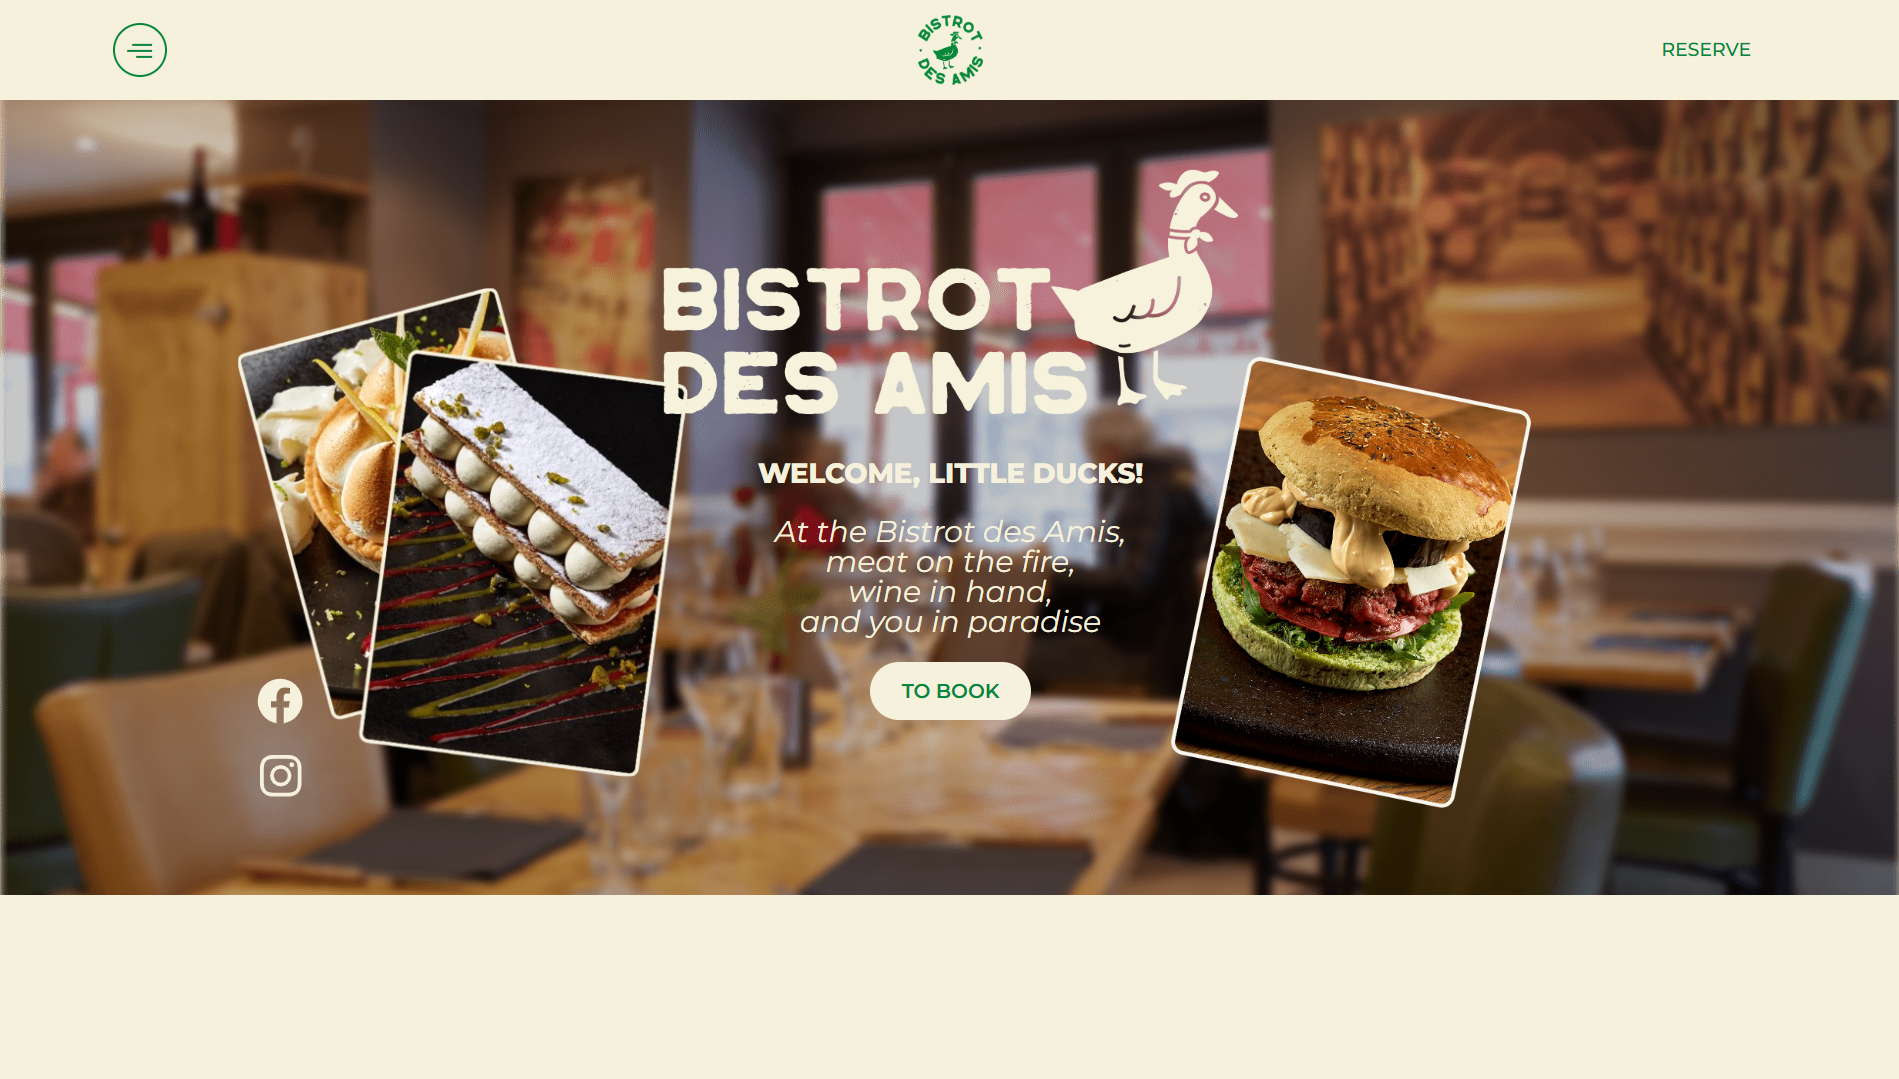 BISTROT
DES AMIS
RESERVE
BISTROT
DES AMIS
WELCOME, LITTLE DUCKS!
At the Bistrot des Amis,
meat on the fire,
wine in hand,
and you in paradise
TO BOOK